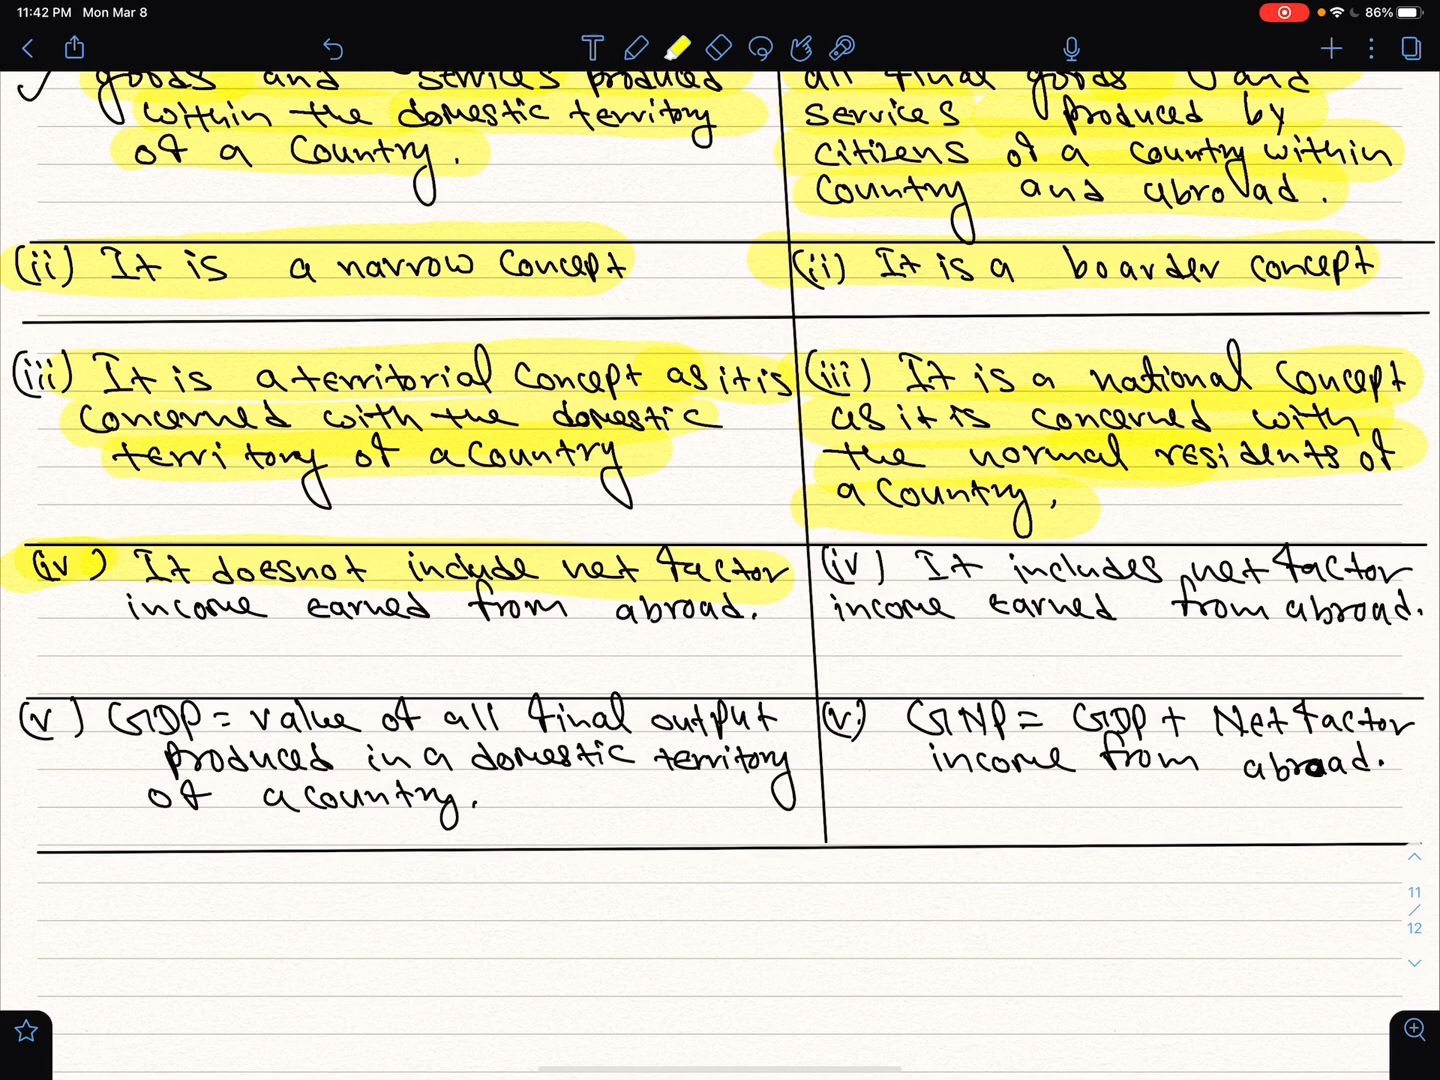 11:42 PM Mon Mar 8
86%
goods and services produced
within the domestic territory
of a Country.
all final goods and
services produced by
citizens of a country within
Country and abroad.
(ii) It is a narrow Concept
(ii) It is a boarder concept
(iii) It is a territorial Concept as it is
Concerned with the domestic
territory of a Country
(iii) It is a national Concept
as it is concerned with
the normal residents of
a Country.
(iv) It doesnot include net factor
income earned from abroad.
(iv) It includes net factor
income earned from abroad.
(v) GDP = value of all final output
produced in a domestic territory
of a country.
(v) GNP = GDP + Net factor
income from abroad.
11
/
12